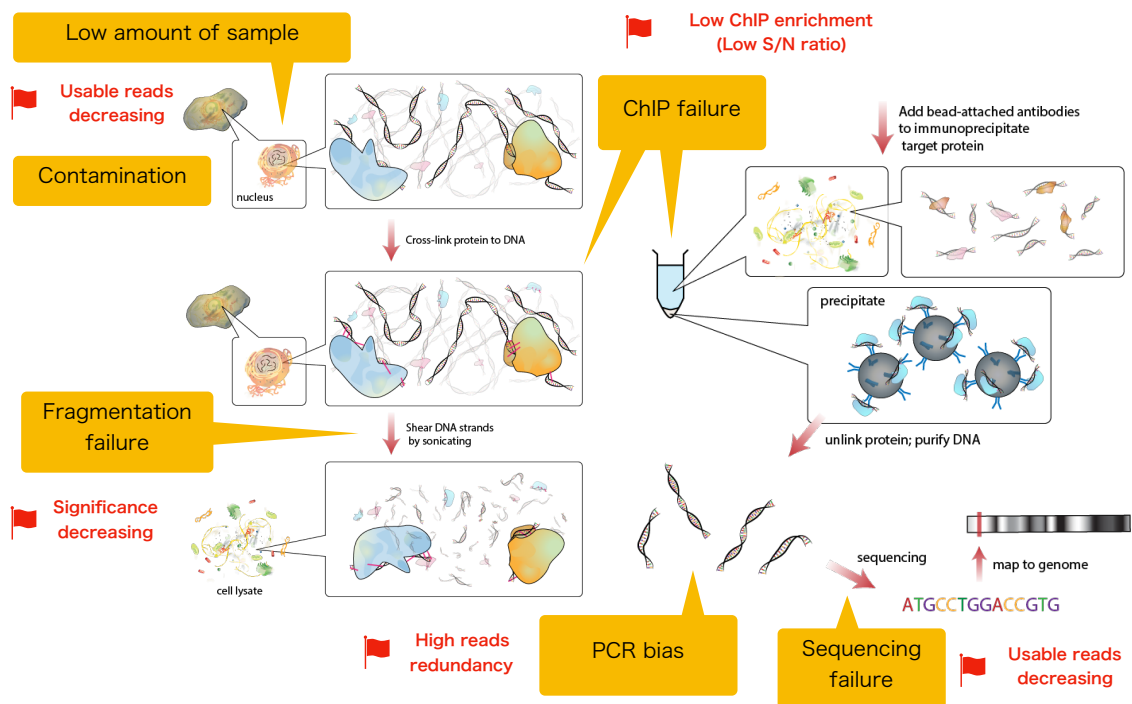 Low amount of sample
Usable reads
decreasing
Contamination
nucleus
Cross-link protein to DNA
Fragmentation
failure
Shear DNA strands
by sonicating
Significance
decreasing
cell lysate
Low ChIP enrichment
(Low S/N ratio)
ChIP failure
Add bead-attached antibodies
to immunoprecipitate
target protein
precipitate
unlink protein; purify DNA
sequencing
map to genome
ATGCCTGGACCGTG
High reads
redundancy
PCR bias
Sequencing
failure
Usable reads
decreasing